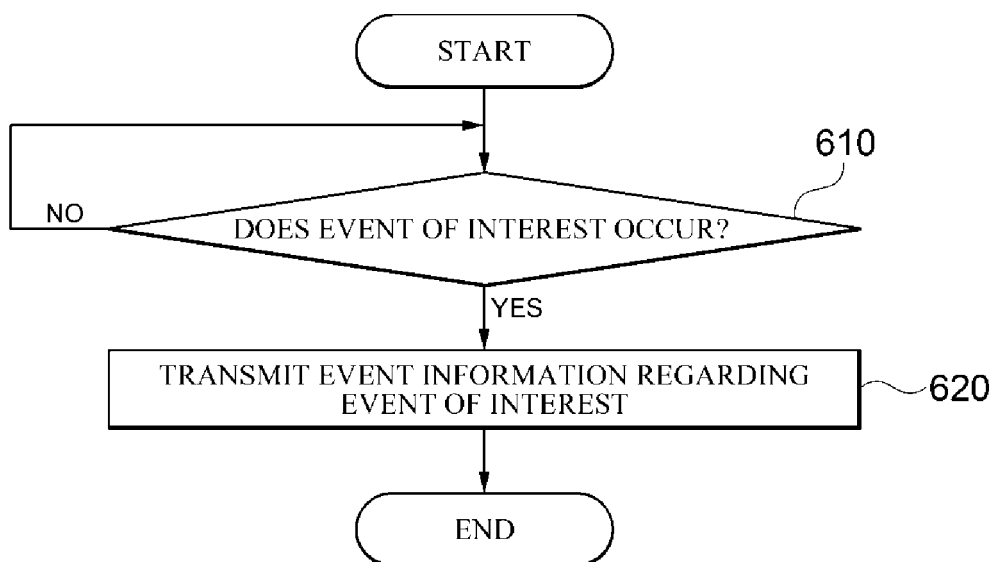 START
610
NO
DOES EVENT OF INTEREST OCCUR?
YES
TRANSMIT EVENT INFORMATION REGARDING
EVENT OF INTEREST
620
END